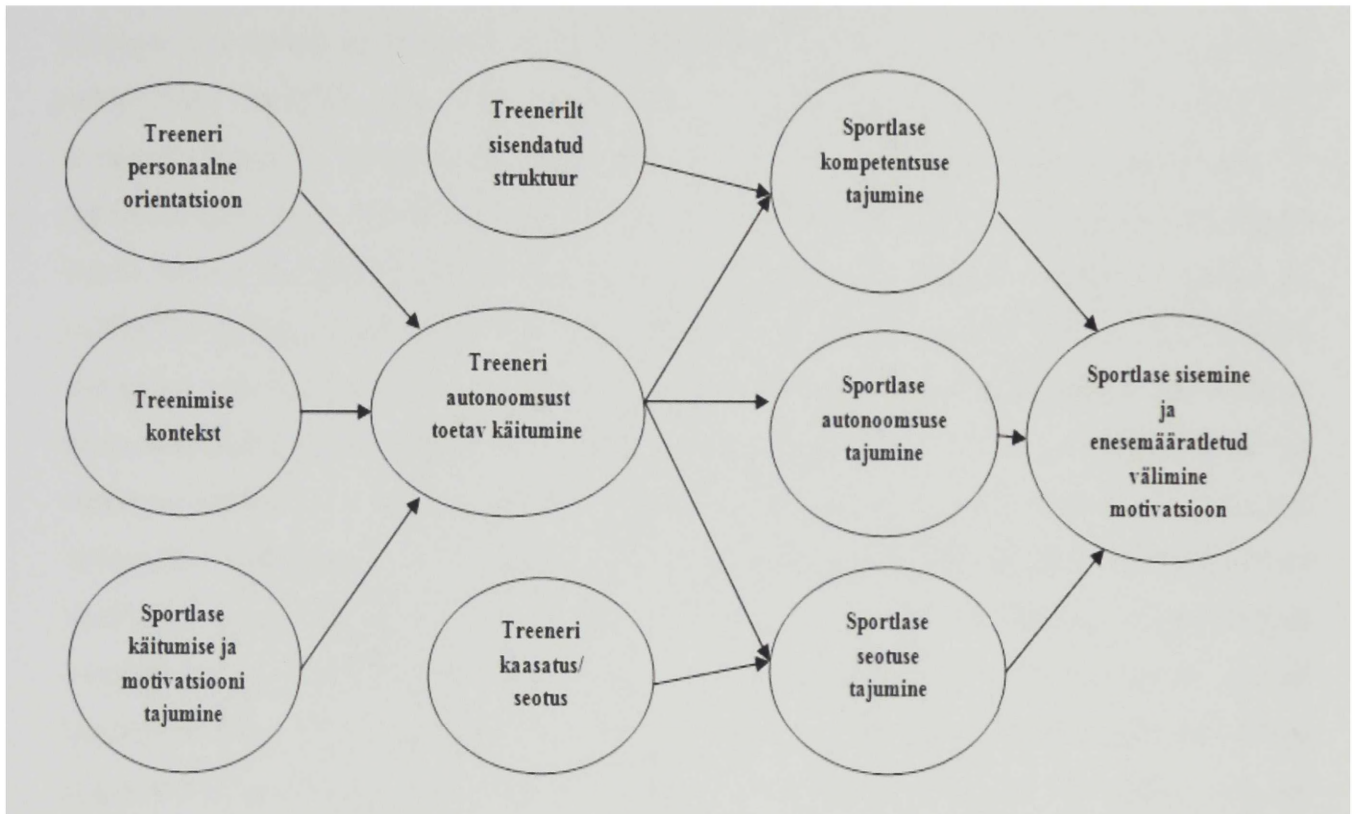 Treeneri
personaalne
orientatsioon
Treenerilt
sisendatud
struktuur
Sportlase
kompetentsuse
tajumine
Treenimise
kontekst
Treeneri
autonoomsust
toetav käitumine
Sportlase
autonoomsuse
tajumine
Sportlase sisemine
ja
enesemääratletud
välimine
motivatsioon
Sportlase
käitumise ja
motivatsiooni
tajumine
Treeneri
kaasatus/
seotus
Sportlase
seotuse
tajumine